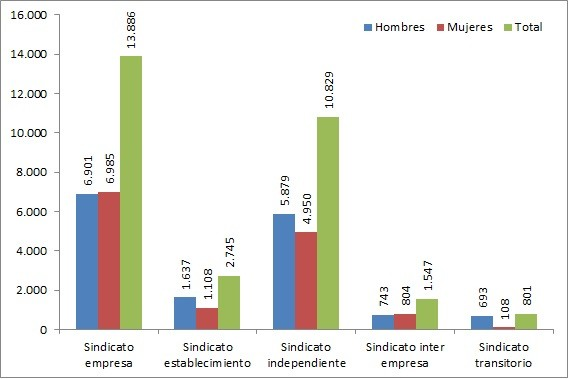 16.000
14.000
12.000
10.000
8.000
6.000
4.000
2.000
0
Hombres Mujeres Total
6.901
6.985
13.886
1.637
1.108
2.745
5.879
4.950
10.829
743
804
1.547
693
108
801
Sindicato
empresa
Sindicato
establecimiento
Sindicato
independiente
Sindicato inter
empresa
Sindicato
transitorio